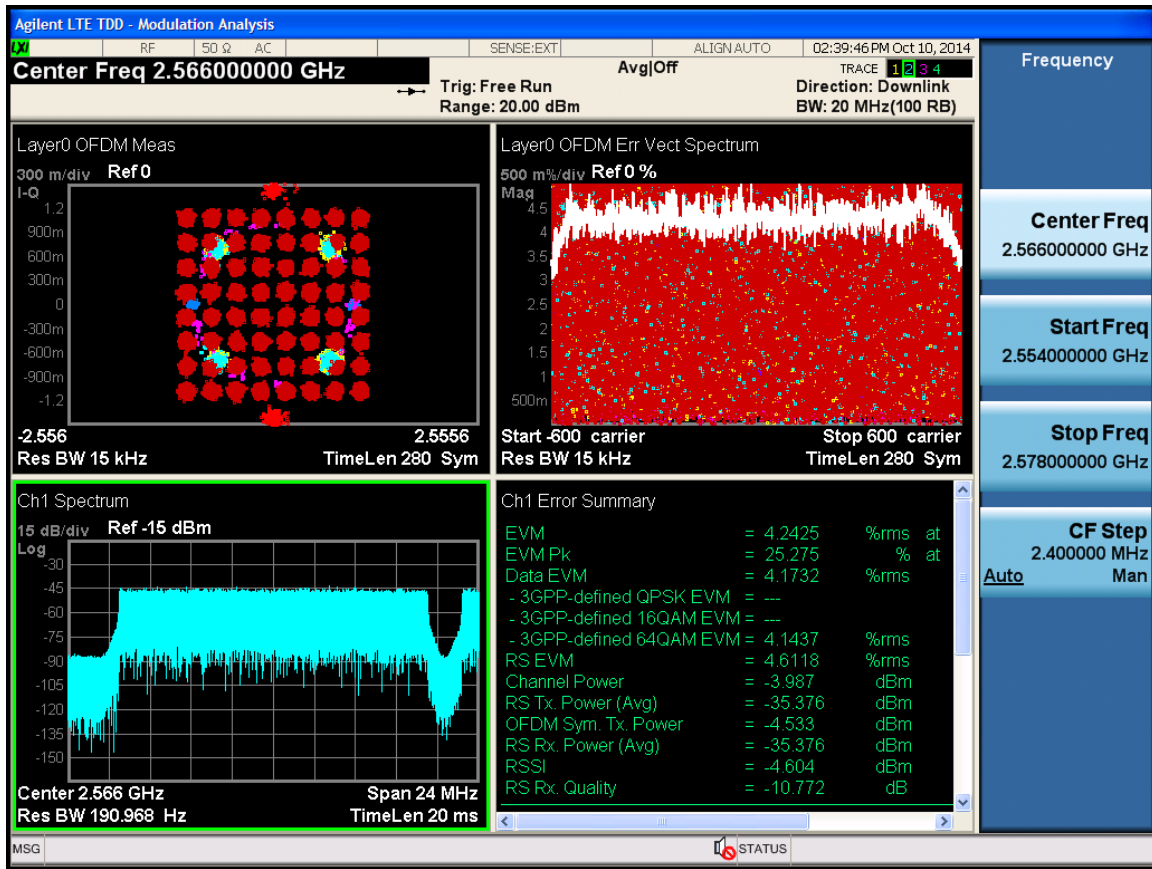 Agilent LTE TDD - Modulation Analysis
LXI RF 50 Ω AC SENSE:EXT ALIGN AUTO 02:39:46 PM Oct 10, 2014
Center Freq 2.566000000 GHz
Avg|Off
TRACE 1 2 3 4
Trig: Free Run
Direction: Downlink
Range: 20.00 dBm
BW: 20 MHz(100 RB)
Layer0 OFDM Meas
300 m/div Ref 0
I-Q
1.2
900m
600m
300m
0
-300m
-600m
-900m
-1.2
-2.556 2.5556
Res BW 15 kHz TimeLen 280 Sym
Layer0 OFDM Err Vect Spectrum
500 m%/div Ref 0 %
Mag
4.5
4
3.5
3
2.5
2
1.5
1
500m
Start -600 carrier Stop 600 carrier
Res BW 15 kHz TimeLen 280 Sym
Ch1 Spectrum
15 dB/div Ref -15 dBm
Log
-30
-45
-60
-75
-90
-105
-120
-135
-150
Center 2.566 GHz Span 24 MHz
Res BW 190.968 Hz TimeLen 20 ms
Ch1 Error Summary
EVM = 4.2425 %rms at
EVM Pk = 25.275 % at
Data EVM = 4.1732 %rms
- 3GPP-defined QPSK EVM = ---
- 3GPP-defined 16QAM EVM = ---
- 3GPP-defined 64QAM EVM = 4.1437 %rms
RS EVM = 4.6118 %rms
Channel Power = -3.987 dBm
RS Tx. Power (Avg) = -35.376 dBm
OFDM Sym. Tx. Power = -4.533 dBm
RS Rx. Power (Avg) = -35.376 dBm
RSSI = -4.604 dBm
RS Rx. Quality = -10.772 dB
Frequency
Center Freq
2.566000000 GHz
Start Freq
2.554000000 GHz
Stop Freq
2.578000000 GHz
CF Step
2.400000 MHz
Auto Man
MSG STATUS